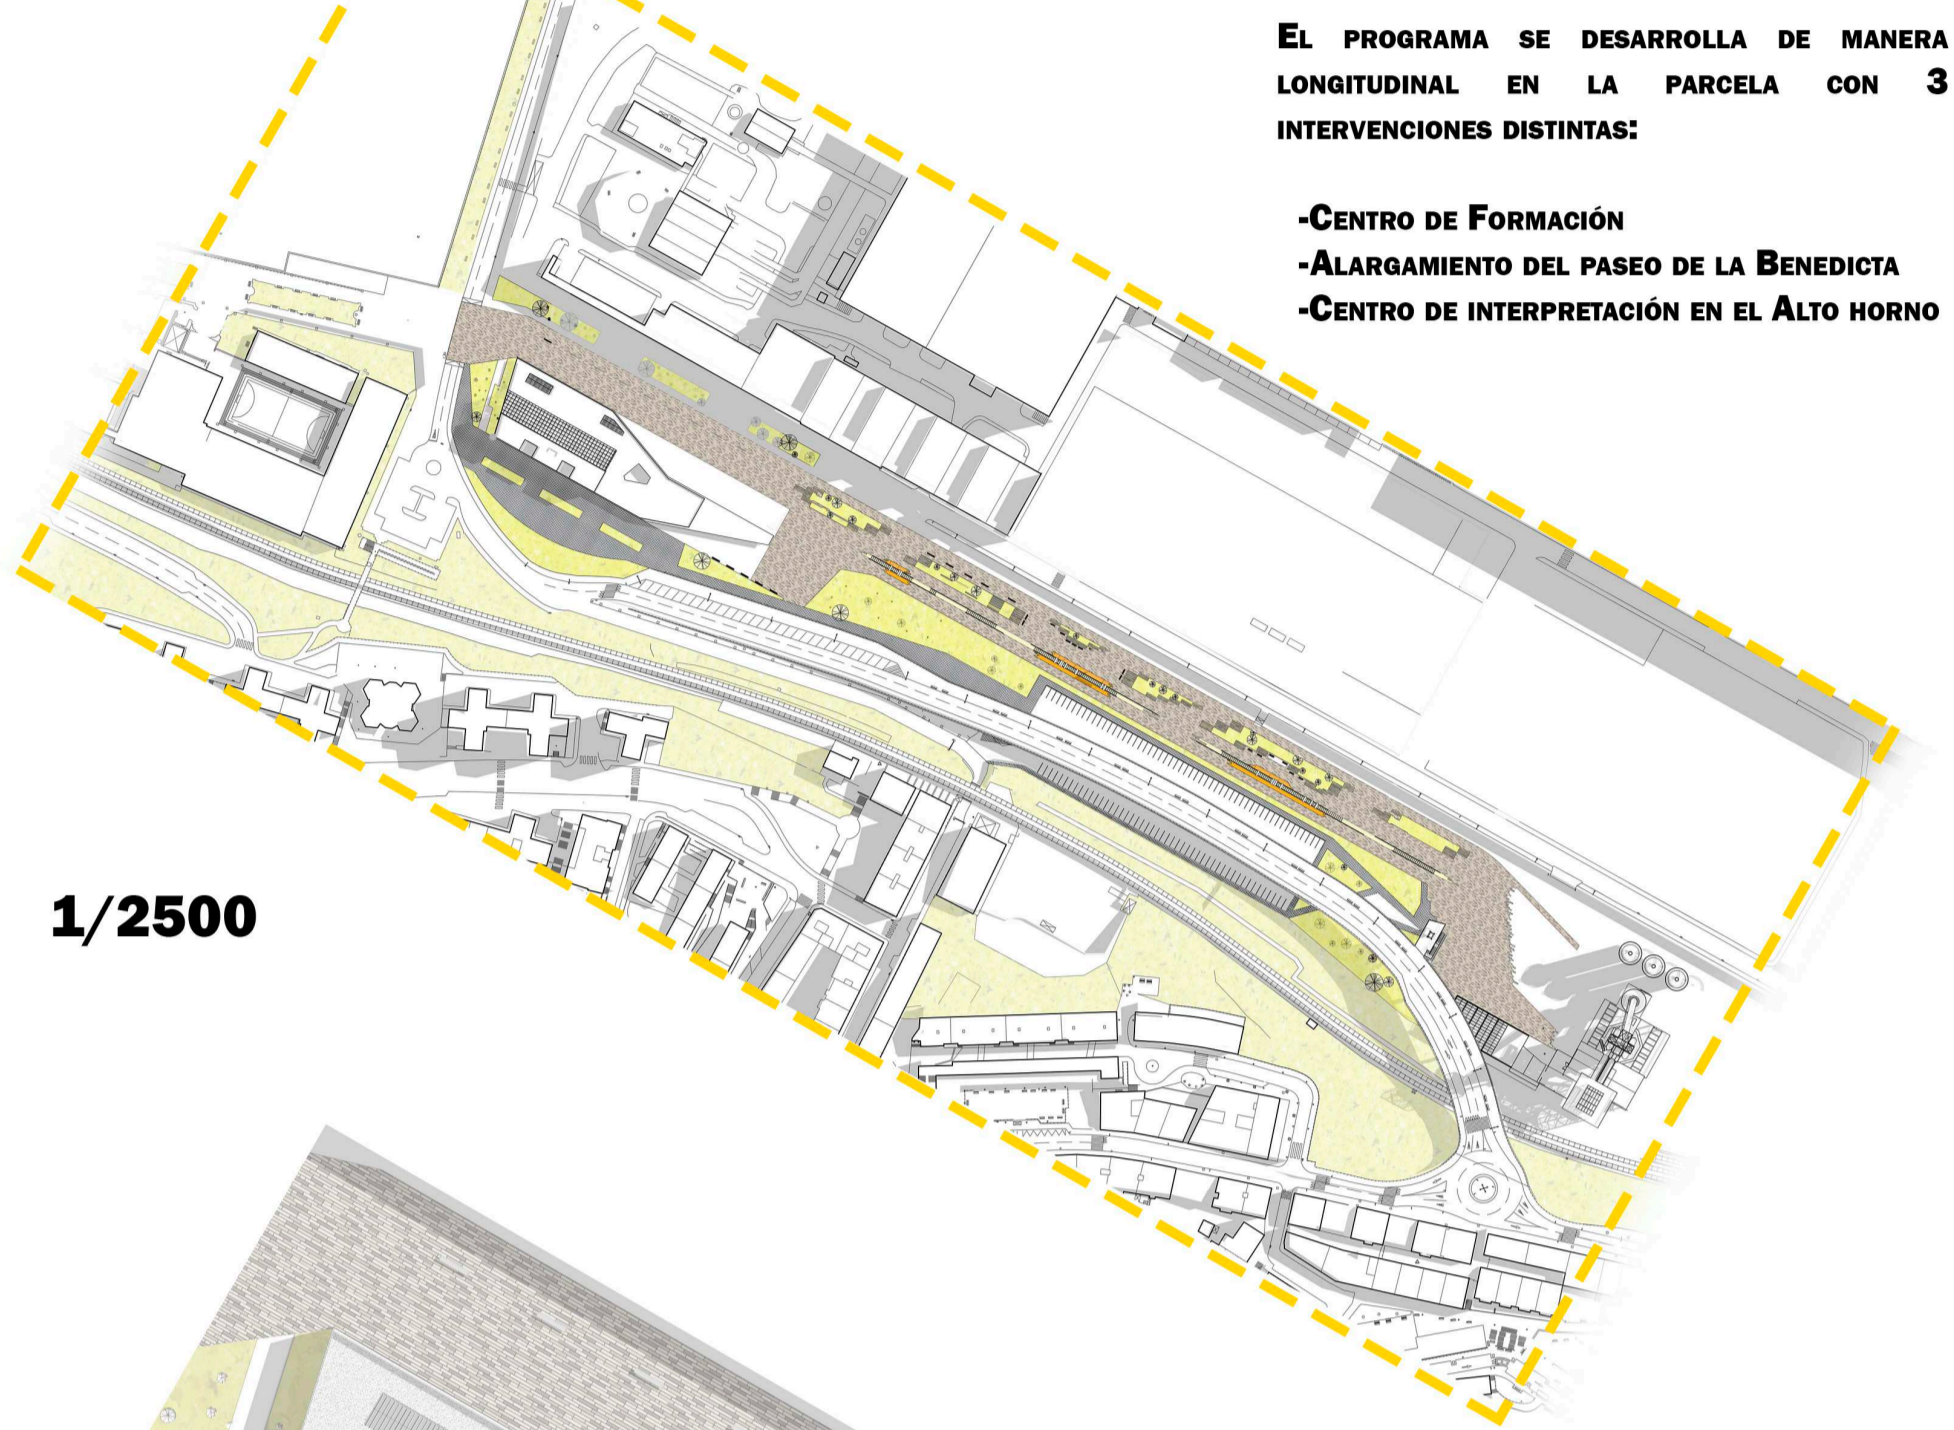 EL PROGRAMA SE DESARROLLA DE MANERA
LONGITUDINAL EN LA PARCELA CON 3
INTERVENCIONES DISTINTAS:
-CENTRO DE FORMACIÓN
-ALARGAMIENTO DEL PASEO DE LA BENEDICTA
-CENTRO DE INTERPRETACIÓN EN EL ALTO HORNO
1/2500